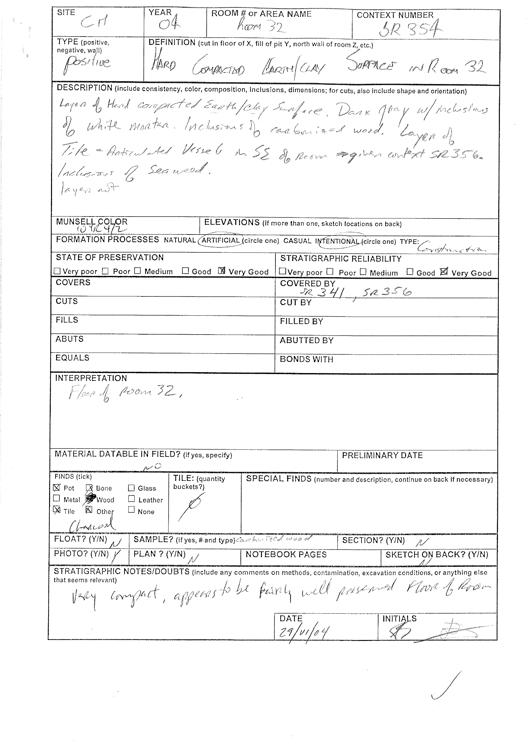 SITE CH YEAR 04 ROOM # OR AREA NAME Room 32 CONTEXT NUMBER SR 354
TYPE (positive, negative, wall) positive DEFINITION (cut in floor of X, fill of pit Y, north wall of room Z, etc.) Hard Compacted Earth/clay Surface in Room 32
DESCRIPTION (include consistency, color, composition, inclusions, dimensions; for cuts, also include shape and orientation)
Layer of Hard compacted Earth/clay Surface. Dark gray w/ inclusions
of white mortar. Inclusions of carbonized wood. Layer of
Tile + Articulated Vessel in SE of room given context SR356.
Inclusions of Seaweed.
layers not
MUNSELL COLOR 10YR 4/2 ELEVATIONS (if more than one, sketch locations on back)
FORMATION PROCESSES NATURAL ARTIFICIAL (circle one) CASUAL INTENTIONAL (circle one) TYPE: Construction
STATE OF PRESERVATION STRATIGRAPHIC RELIABILITY
Very poor Poor Medium Good Very Good Very poor Poor Medium Good Very Good
COVERS COVERED BY SR 341, SR356
CUTS CUT BY
FILLS FILLED BY
ABUTS ABUTTED BY
EQUALS BONDS WITH
INTERPRETATION
Floor of Room 32.
MATERIAL DATABLE IN FIELD? (if yes, specify) NO PRELIMINARY DATE
FINDS (tick) TILE: (quantity buckets?) SPECIAL FINDS (number and description, continue on back if necessary)
Pot Bone Glass
Metal Wood Leather
Tile Other None
Charcoal
FLOAT? (Y/N) N SAMPLE? (if yes, # and type) carbonized wood SECTION? (Y/N) N
PHOTO? (Y/N) Y PLAN ? (Y/N) N NOTEBOOK PAGES SKETCH ON BACK? (Y/N) N
STRATIGRAPHIC NOTES/DOUBTS (include any comments on methods, contamination, excavation conditions, or anything else
that seems relevant)
Very compact, appears to be fairly well preserved Floor of Room
DATE 29/VI/04 INITIALS